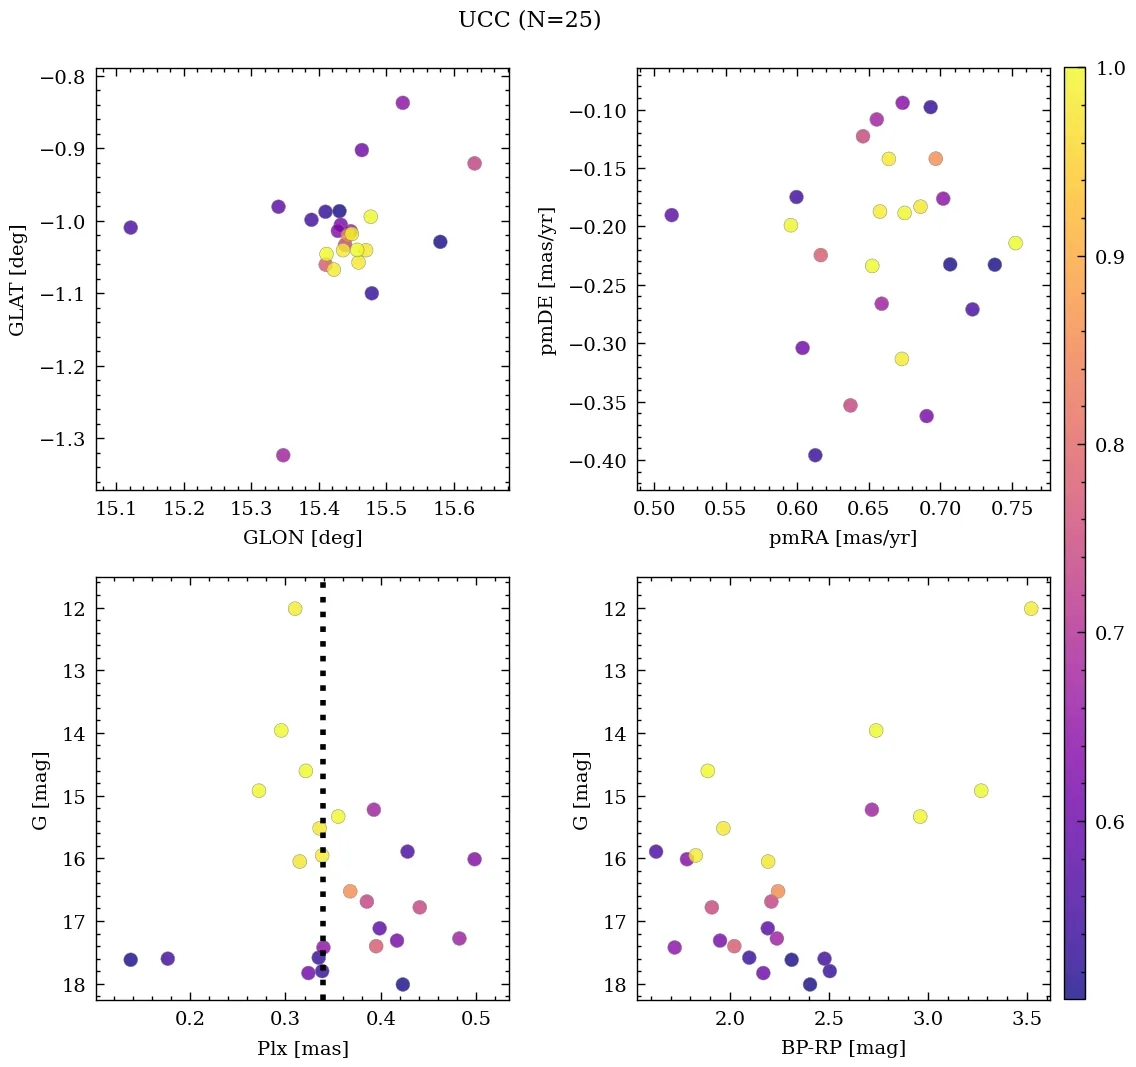 UCC (N=25)
−0.8
−0.9
−1.0
−1.1
−1.2
−1.3
GLAT [deg]
15.1 15.2 15.3 15.4 15.5 15.6
GLON [deg]
−0.10
−0.15
−0.20
−0.25
−0.30
−0.35
−0.40
pmDE [mas/yr]
0.50 0.55 0.60 0.65 0.70 0.75
pmRA [mas/yr]
1.0
0.9
0.8
0.7
0.6
12
13
14
15
16
17
18
G [mag]
0.2 0.3 0.4 0.5
Plx [mas]
12
13
14
15
16
17
18
G [mag]
2.0 2.5 3.0 3.5
BP-RP [mag]